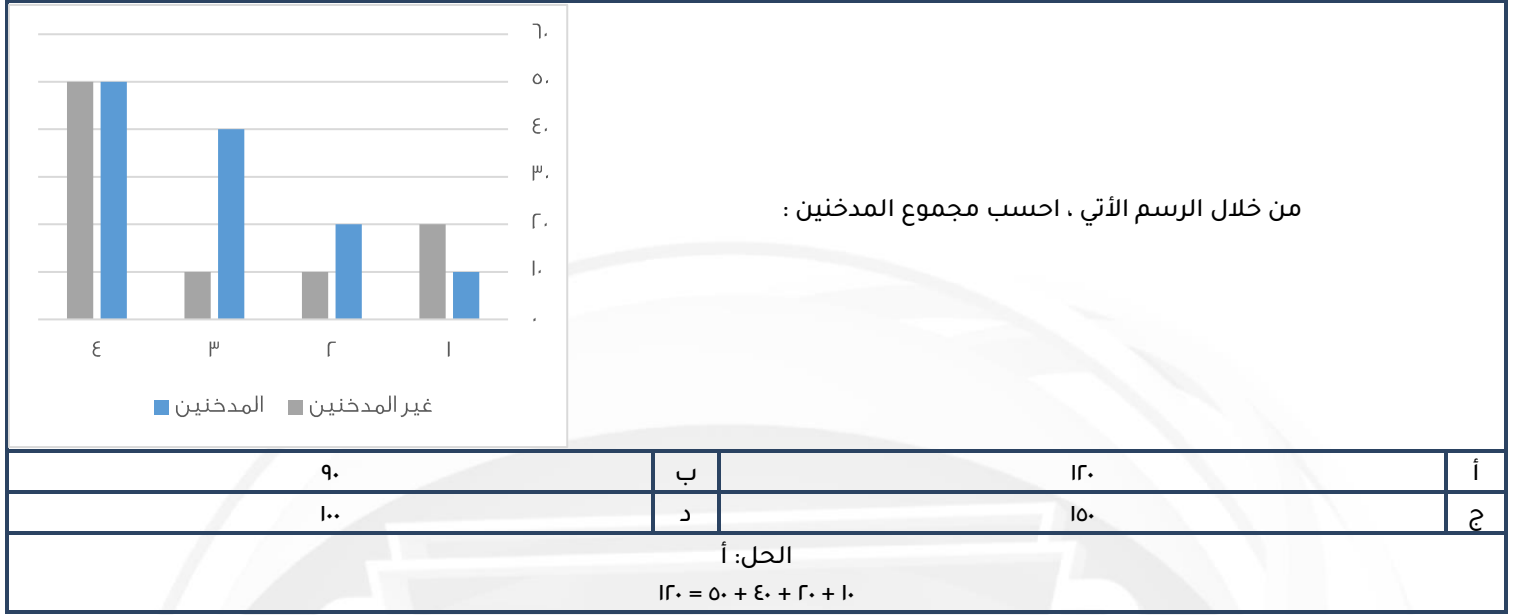 ٦٠
٥٠
٤٠
٣٠
٢٠
١٠
٠
١ ٢ ٣ ٤
غير المدخنين المدخنين
من خلال الرسم الأتي ، احسب مجموع المدخنين :
أ ١٢٠ ب ٩٠
ج ١٥٠ د ١٠٠
الحل: أ
١٠ + ٢٠ + ٤٠ + ٥٠ = ١٢٠